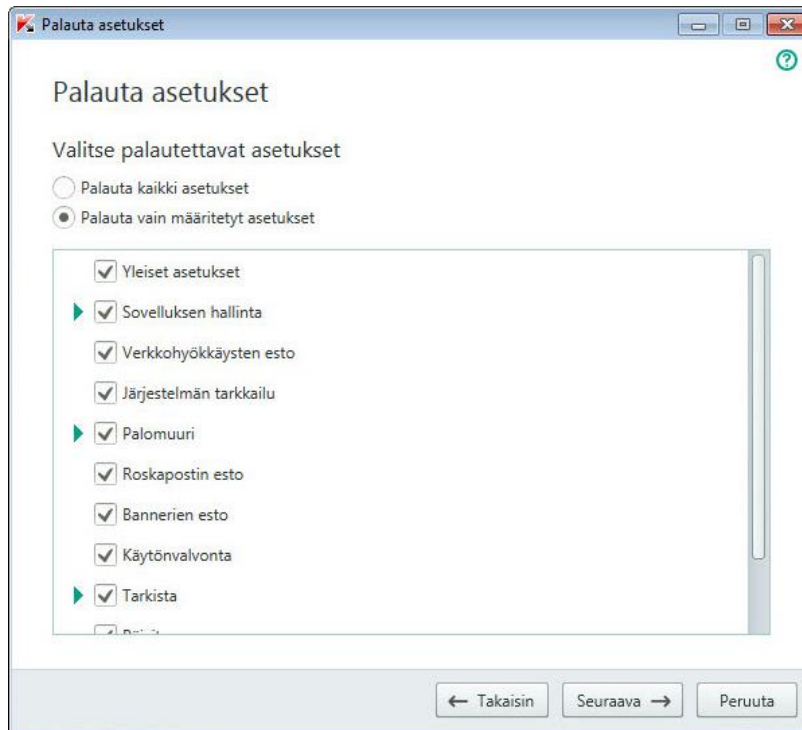 Palauta asetukset
Palauta asetukset
Valitse palautettavat asetukset
Palauta kaikki asetukset
Palauta vain määritetyt asetukset
Yleiset asetukset
Sovelluksen hallinta
Verkkohyökkäysten esto
Järjestelmän tarkkailu
Palomuuri
Roskapostin esto
Bannerien esto
Käytönvalvonta
Tarkista
← Takaisin Seuraava → Peruuta